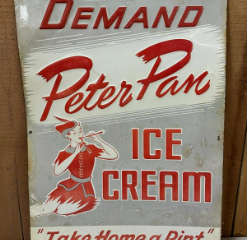 DEMAND
Peter Pan
ICE
CREAM
"Take Home a Pint"